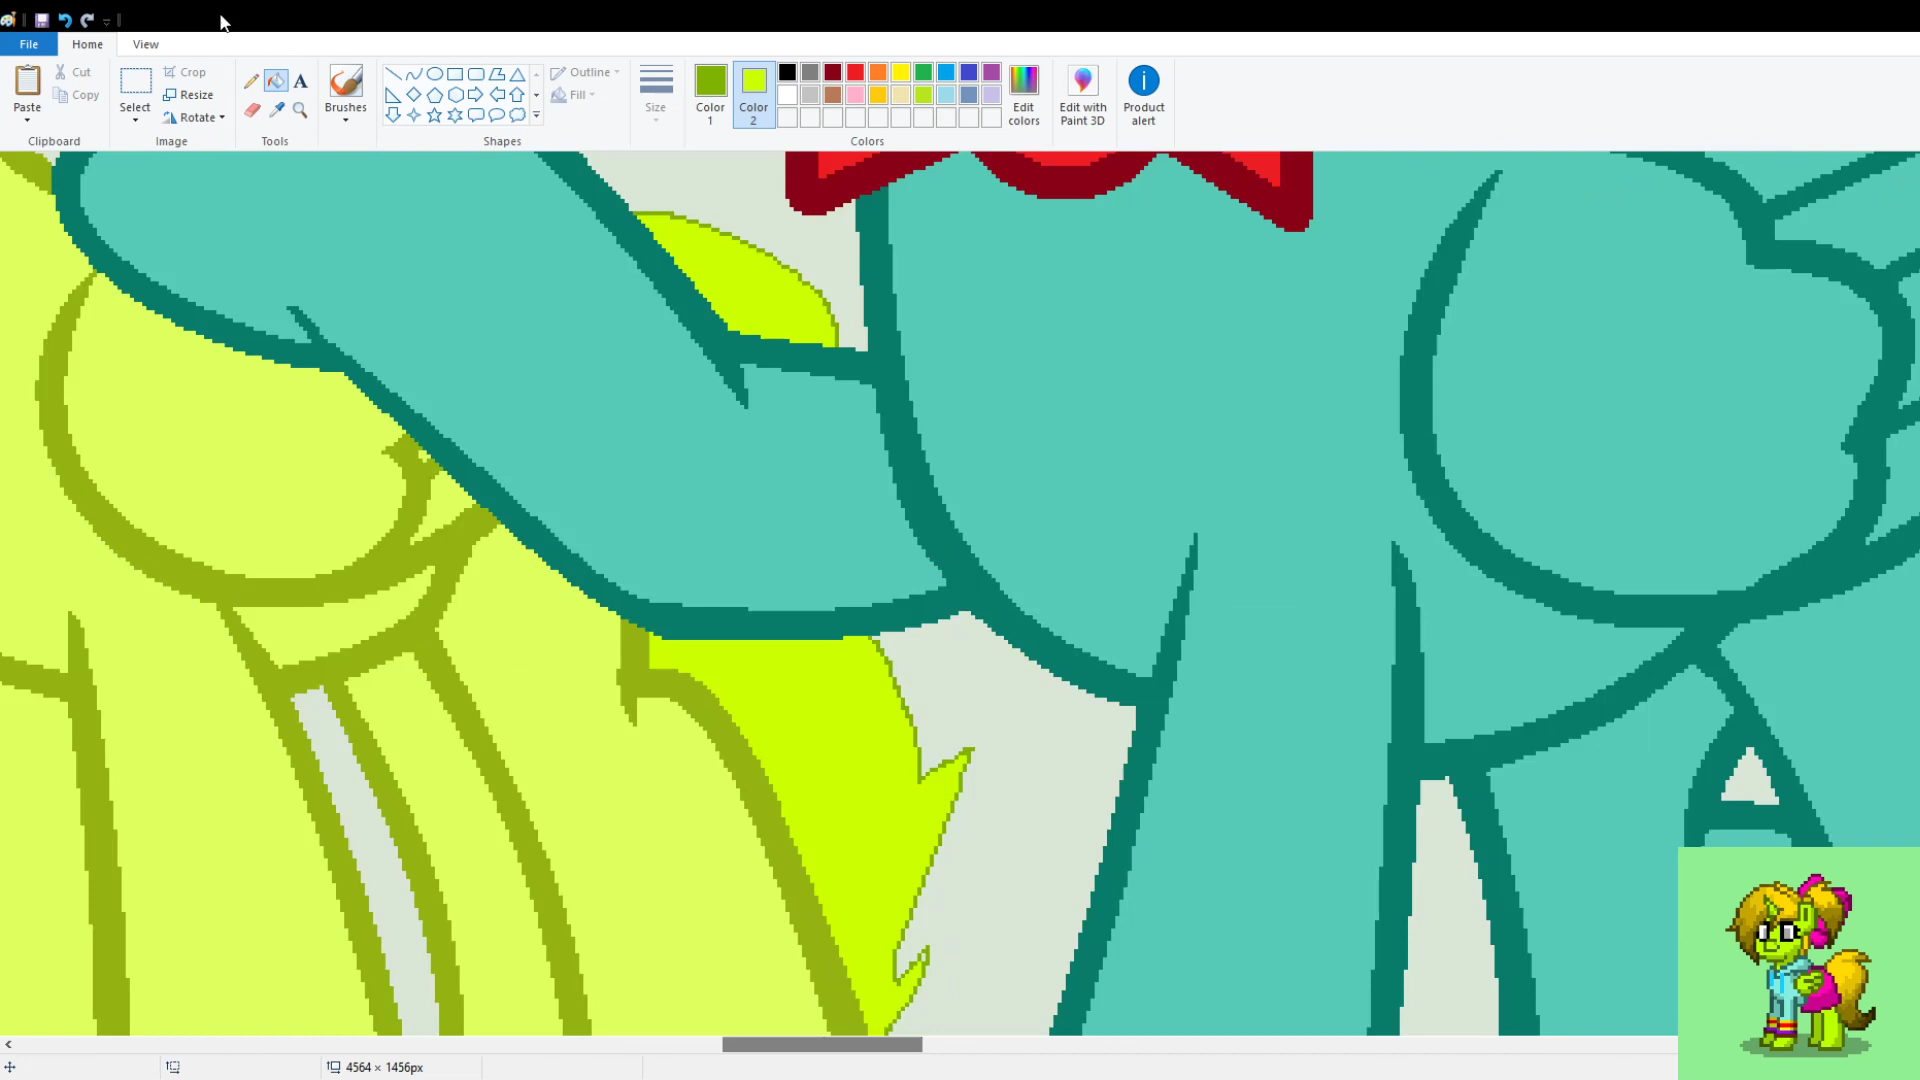 File Home View
Paste
Cut
Copy
Clipboard
Select
Crop
Resize
Rotate
Image
A
Tools
Brushes
Shapes
Outline
Fill
Size
Color 1
Color 2
Edit colors
Colors
Edit with Paint 3D
Product alert
4564 × 1456px